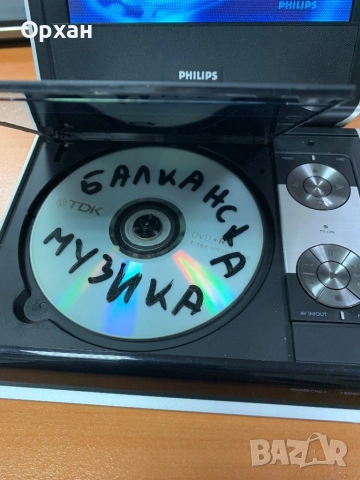 Орхан
PHILIPS
PHILIPS
БАЛКАНСКА
TDK
DVD+R
МУЗИКА
AV IN/OUT
BAZAR